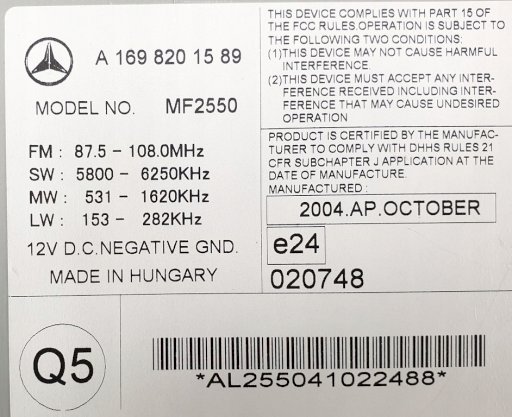 A 169 820 15 89
MODEL NO. MF2550
FM : 87.5 - 108.0MHz
SW : 5800 - 6250KHz
MW : 531 - 1620KHz
LW : 153 - 282KHz
12V D.C.NEGATIVE GND.
MADE IN HUNGARY
THIS DEVICE COMPLIES WITH PART 15 OF
THE FCC RULES.OPERATION IS SUBJECT TO
THE FOLLOWING TWO CONDITIONS:
(1)THIS DEVICE MAY NOT CAUSE HARMFUL
INTERFERENCE.
(2)THIS DEVICE MUST ACCEPT ANY INTER-
FERENCE RECEIVED INCLUDING INTER-
FERENCE THAT MAY CAUSE UNDESIRED
OPERATION
PRODUCT IS CERTIFIED BY THE MANUFAC-
TURER TO COMPLY WITH DHHS RULES 21
CFR SUBCHAPTER J APPLICATION AT THE
DATE OF MANUFACTURE.
MANUFACTURED :
2004.AP.OCTOBER
e24
020748
Q5
*AL255041022488*